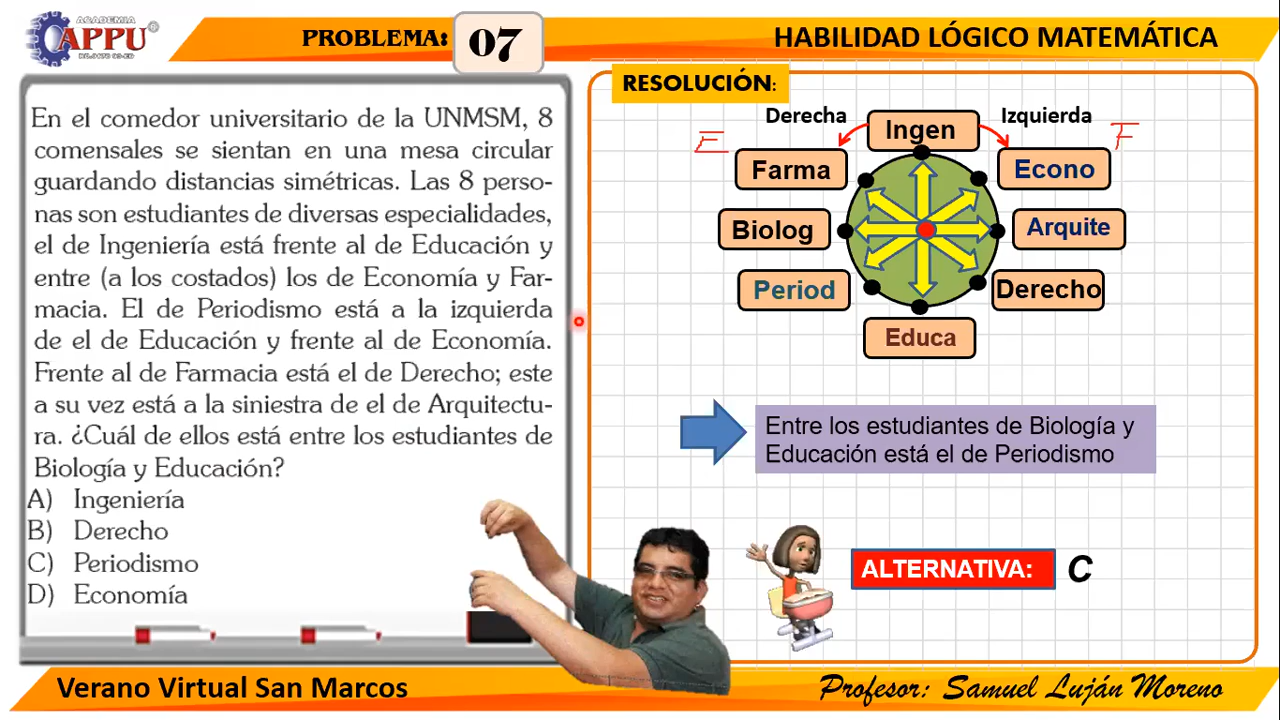 ACADEMIA
APPU
PROBLEMA: 07
HABILIDAD LÓGICO MATEMÁTICA
En el comedor universitario de la UNMSM, 8
comensales se sientan en una mesa circular
guardando distancias simétricas. Las 8 perso-
nas son estudiantes de diversas especialidades,
el de Ingeniería está frente al de Educación y
entre (a los costados) los de Economía y Far-
macia. El de Periodismo está a la izquierda
de el de Educación y frente al de Economía.
Frente al de Farmacia está el de Derecho; este
a su vez está a la siniestra de el de Arquitectu-
ra. ¿Cuál de ellos está entre los estudiantes de
Biología y Educación?
A) Ingeniería
B) Derecho
C) Periodismo
D) Economía
RESOLUCIÓN:
Derecha
Izquierda
Ingen
E
F
Farma
Econo
Biolog
Arquite
Period
Derecho
Educa
Entre los estudiantes de Biología y
Educación está el de Periodismo
ALTERNATIVA: C
Verano Virtual San Marcos
Profesor: Samuel Luján Moreno